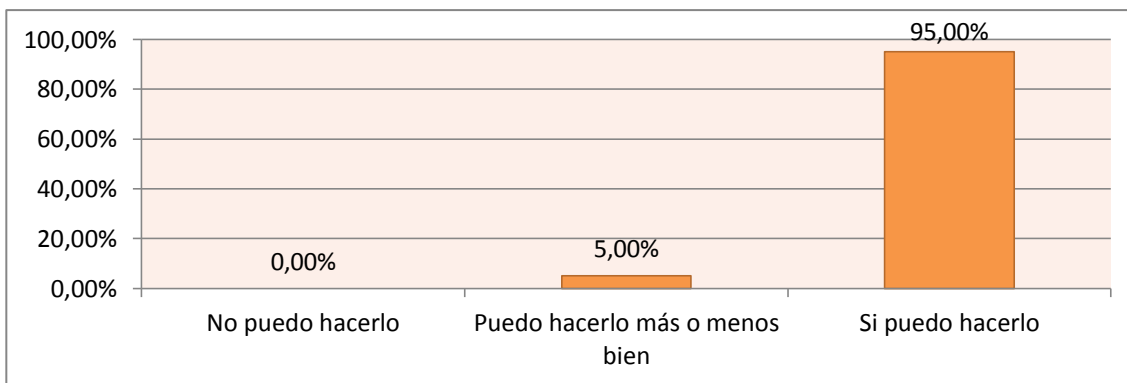 100,00%
80,00%
60,00%
40,00%
20,00%
0,00%
0,00%
5,00%
95,00%
No puedo hacerlo
Puedo hacerlo más o menos
bien
Si puedo hacerlo